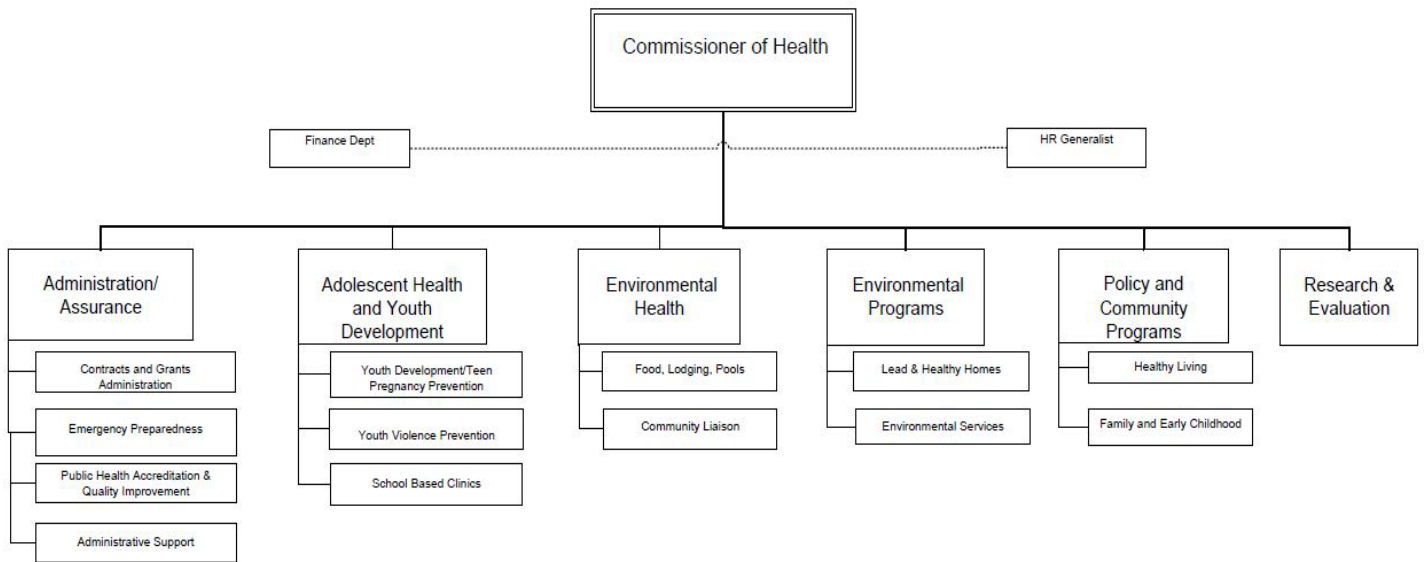 Commissioner of Health
Finance Dept
HR Generalist
Administration/
Assurance
Adolescent Health
and Youth
Development
Environmental
Health
Environmental
Programs
Policy and
Community
Programs
Research &
Evaluation
Contracts and Grants
Administration
Emergency Preparedness
Public Health Accreditation &
Quality Improvement
Administrative Support
Youth Development/Teen
Pregnancy Prevention
Youth Violence Prevention
School Based Clinics
Food, Lodging, Pools
Community Liaison
Lead & Healthy Homes
Environmental Services
Healthy Living
Family and Early Childhood